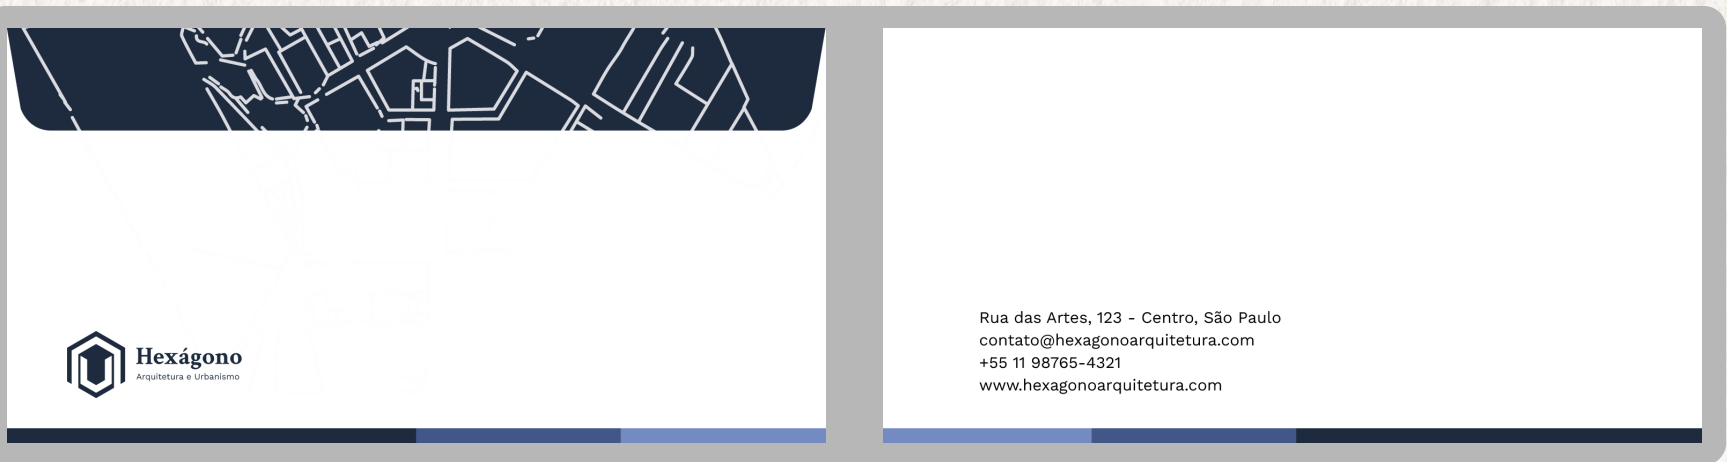 Hexágono
Arquitetura e Urbanismo
Rua das Artes, 123 - Centro, São Paulo
contato@hexagonoarquitetura.com
+55 11 98765-4321
www.hexagonoarquitetura.com